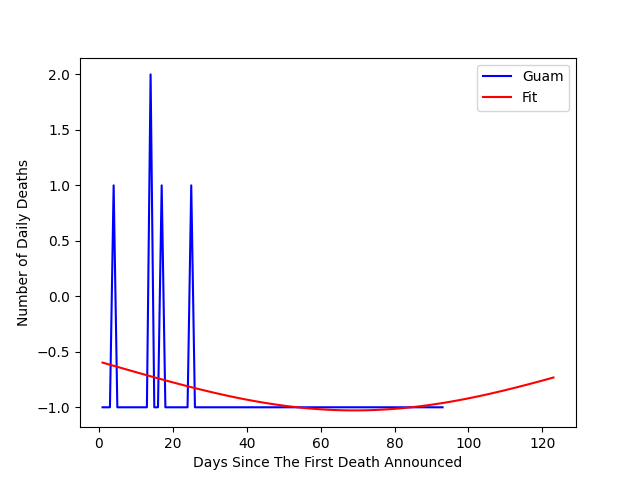 Guam
Fit
2.0
1.5
1.0
0.5
0.0
−0.5
−1.0
Number of Daily Deaths
0 20 40 60 80 100 120
Days Since The First Death Announced